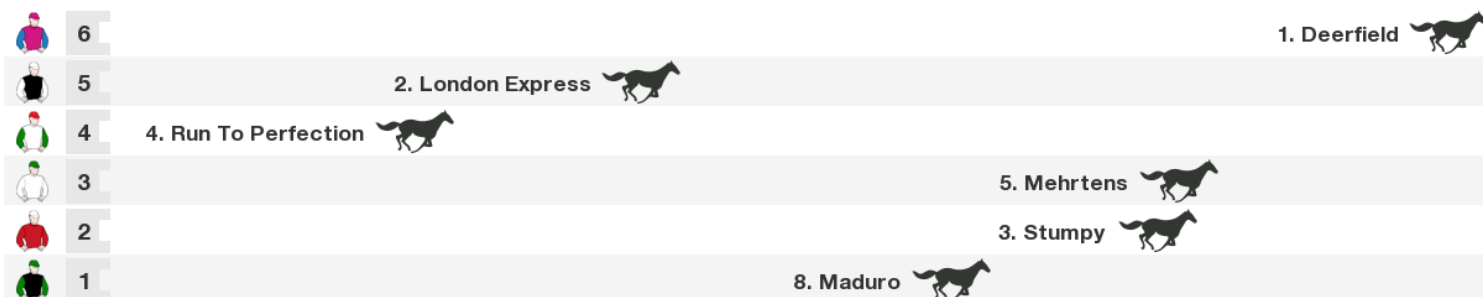 6 1. Deerfield
5 2. London Express
4 4. Run To Perfection
3 5. Mehrtens
2 3. Stumpy
1 8. Maduro